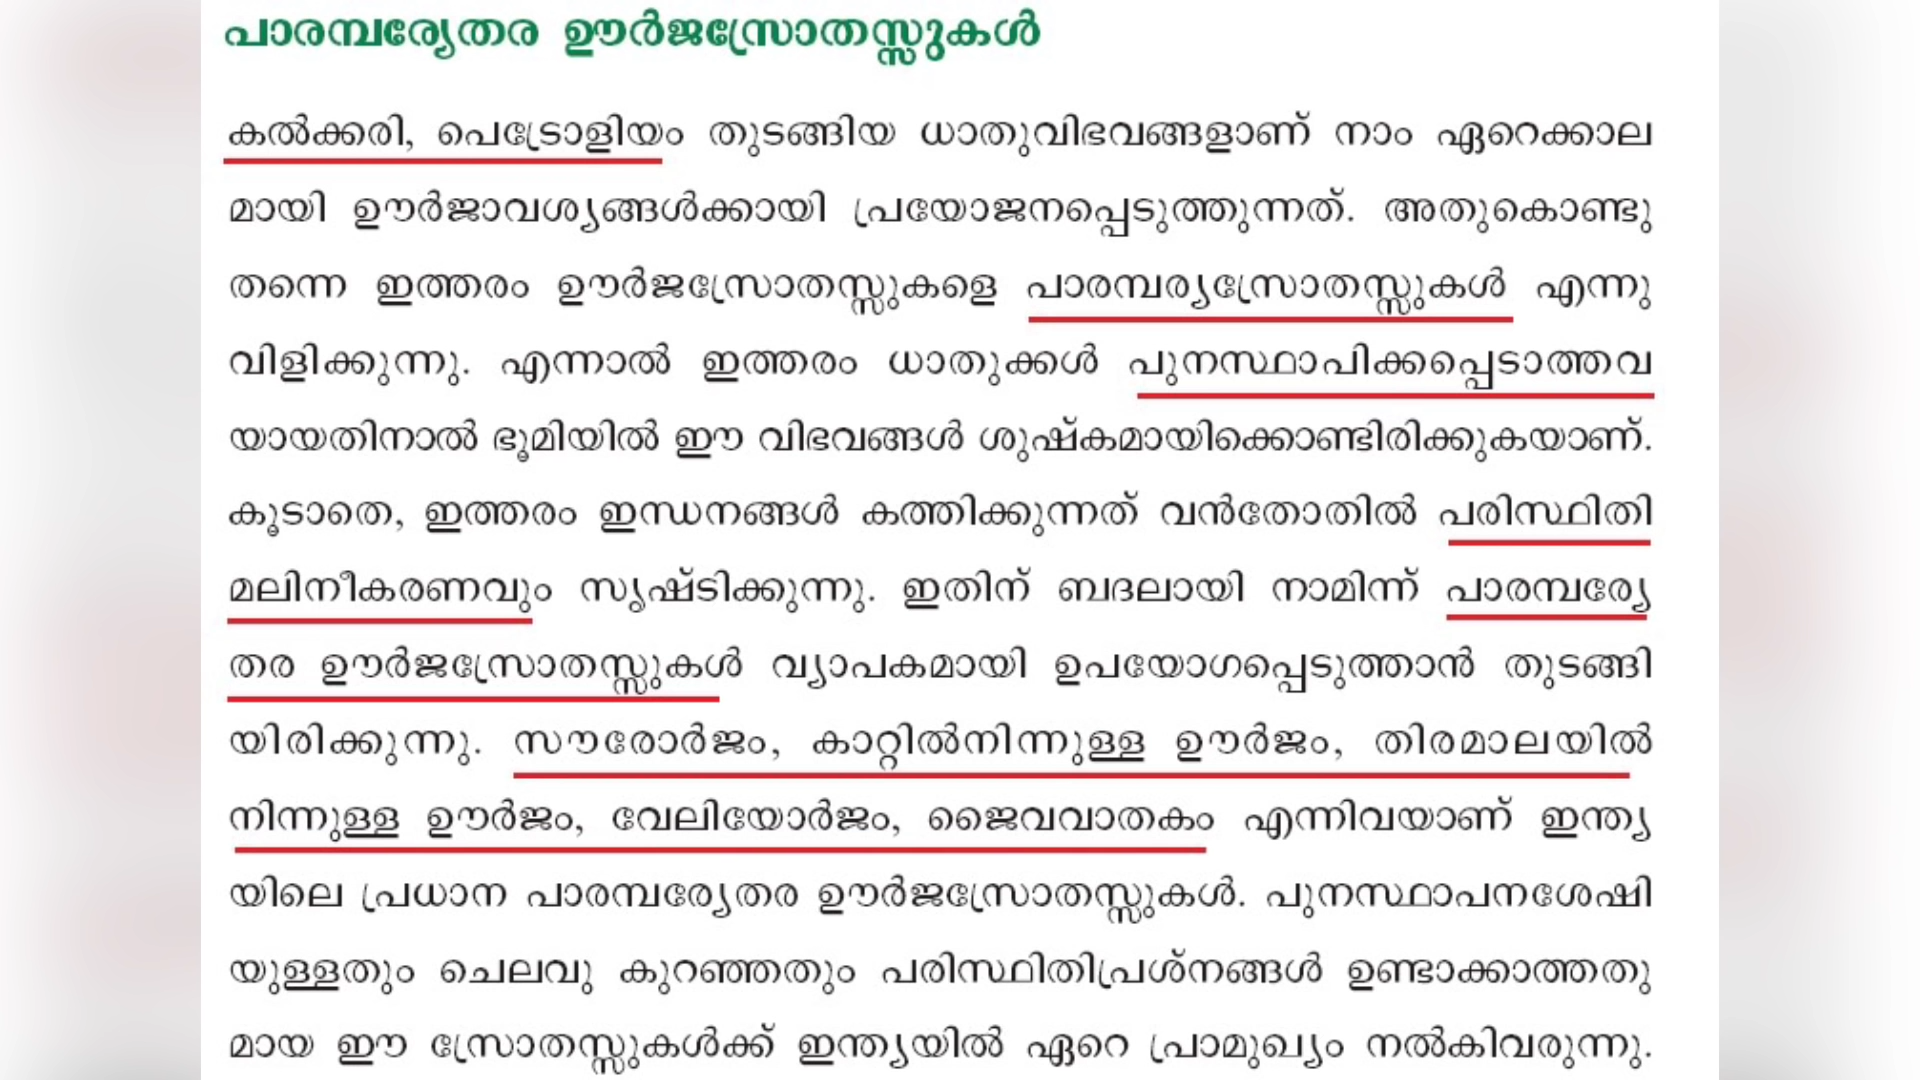 പാരമ്പര്യേതര ഊർജസ്രോതസ്സുകൾ
കൽക്കരി, പെട്രോളിയം തുടങ്ങിയ ധാതുവിഭവങ്ങളാണ് നാം ഏറെക്കാല
മായി ഊർജാവശ്യങ്ങൾക്കായി പ്രയോജനപ്പെടുത്തുന്നത്. അതുകൊണ്ടു
തന്നെ ഇത്തരം ഊർജസ്രോതസ്സുകളെ പാരമ്പര്യസ്രോതസ്സുകൾ എന്നു
വിളിക്കുന്നു. എന്നാൽ ഇത്തരം ധാതുക്കൾ പുനസ്ഥാപിക്കപ്പെടാത്തവ
യായതിനാൽ ഭൂമിയിൽ ഈ വിഭവങ്ങൾ ശുഷ്കമായിക്കൊണ്ടിരിക്കുകയാണ്.
കൂടാതെ, ഇത്തരം ഇന്ധനങ്ങൾ കത്തിക്കുന്നത് വൻതോതിൽ പരിസ്ഥിതി
മലിനീകരണവും സൃഷ്ടിക്കുന്നു. ഇതിന് ബദലായി നാമിന്ന് പാരമ്പര്യേ
തര ഊർജസ്രോതസ്സുകൾ വ്യാപകമായി ഉപയോഗപ്പെടുത്താൻ തുടങ്ങി
യിരിക്കുന്നു. സൗരോർജം, കാറ്റിൽനിന്നുള്ള ഊർജം, തിരമാലയിൽ
നിന്നുള്ള ഊർജം, വേലിയോർജം, ജൈവവാതകം എന്നിവയാണ് ഇന്ത്യ
യിലെ പ്രധാന പാരമ്പര്യേതര ഊർജസ്രോതസ്സുകൾ. പുനസ്ഥാപനശേഷി
യുള്ളതും ചെലവു കുറഞ്ഞതും പരിസ്ഥിതിപ്രശ്നങ്ങൾ ഉണ്ടാക്കാത്തതു
മായ ഈ സ്രോതസ്സുകൾക്ക് ഇന്ത്യയിൽ ഏറെ പ്രാമുഖ്യം നൽകിവരുന്നു.